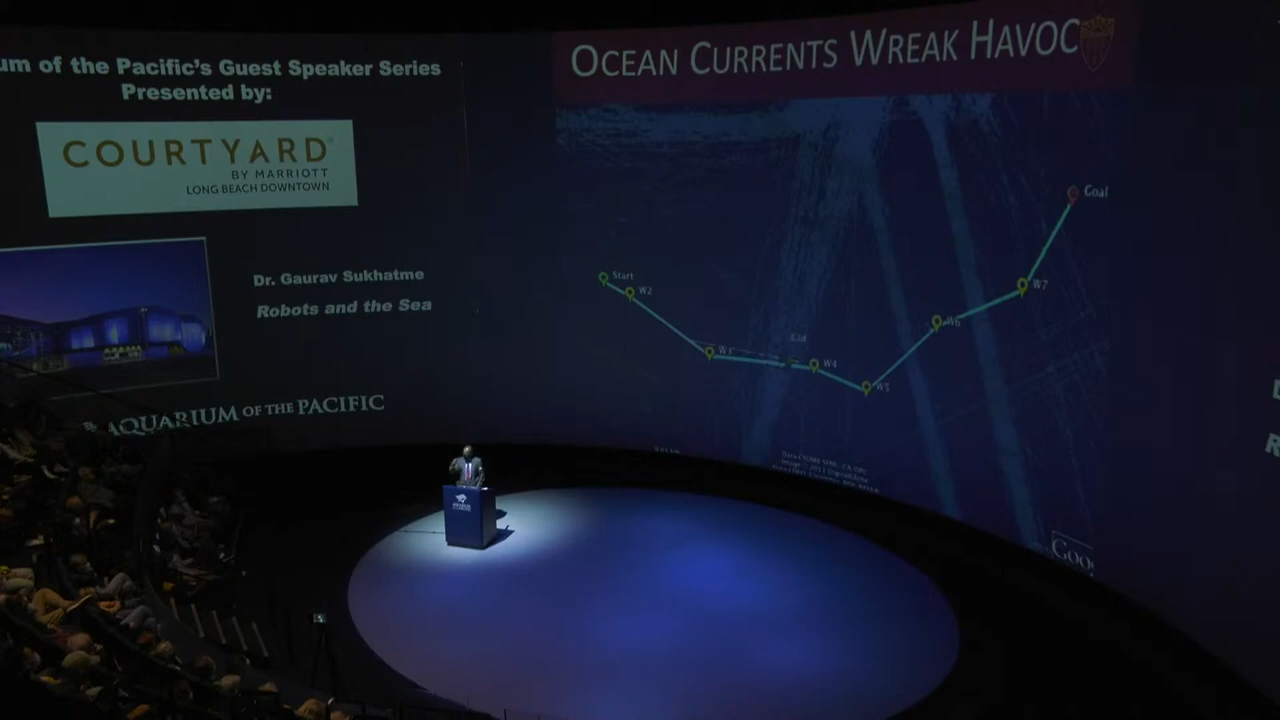 um of the Pacific's Guest Speaker Series
Presented by:
COURTYARD
BY MARRIOTT
LONG BEACH DOWNTOWN
Dr. Gaurav Sukhatme
Robots and the Sea
AQUARIUM OF THE PACIFIC
OCEAN CURRENTS WREAK HAVOC
Start
W2
W3
W4
W5
W6
W7
Goal
Goo